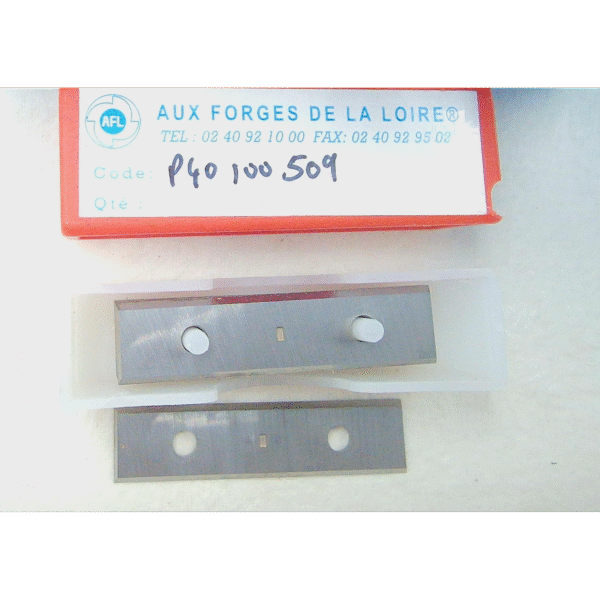 AFL
AUX FORGES DE LA LOIRE®
TEL : 02 40 92 10 00 FAX: 02 40 92 95 02
Code: P40 100 509
Qté :